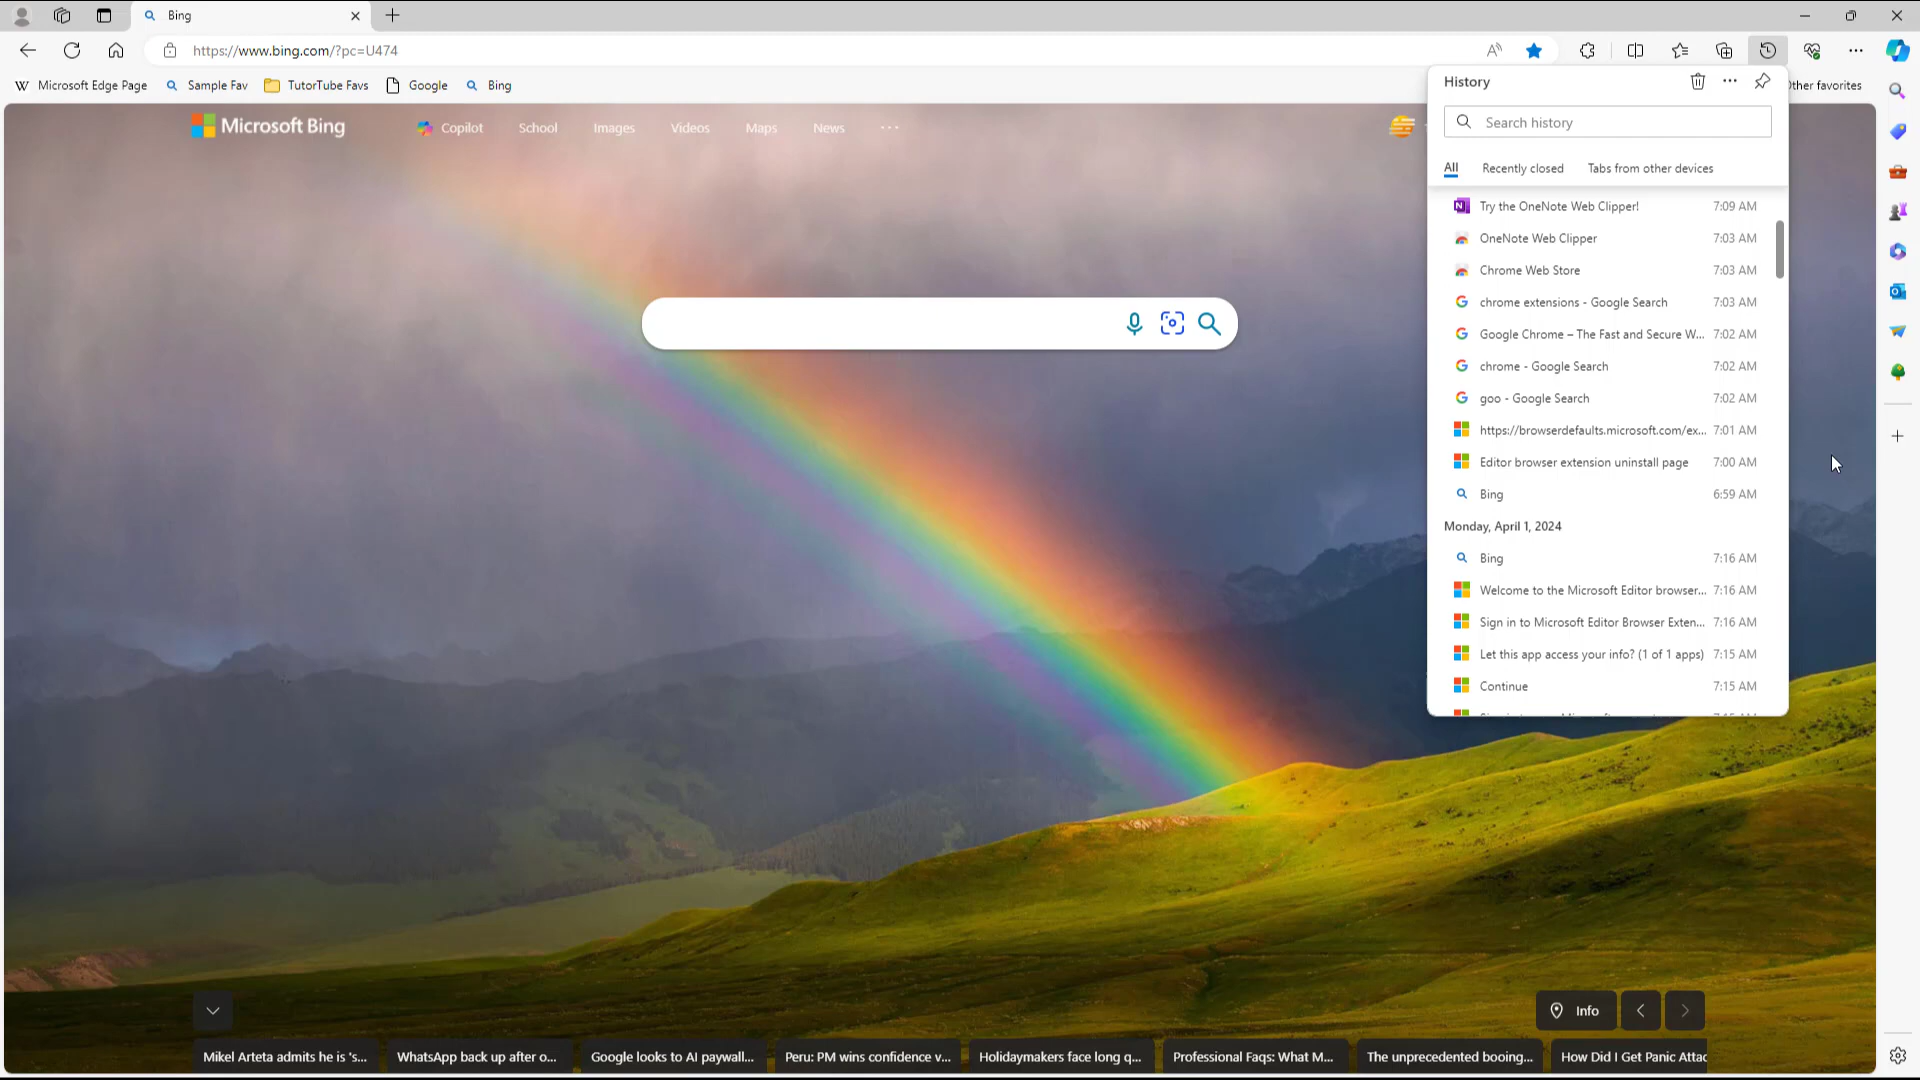 Bing
https://www.bing.com/?pc=U474
Microsoft Edge Page Sample Fav TutorTube Favs Google Bing
ther favorites
Microsoft Bing Copilot School Images Videos Maps News
History
Search history
All Recently closed Tabs from other devices
Try the OneNote Web Clipper! 7:09 AM
OneNote Web Clipper 7:03 AM
Chrome Web Store 7:03 AM
chrome extensions - Google Search 7:03 AM
Google Chrome – The Fast and Secure W... 7:02 AM
chrome - Google Search 7:02 AM
goo - Google Search 7:02 AM
https://browserdefaults.microsoft.com/ex... 7:01 AM
Editor browser extension uninstall page 7:00 AM
Bing 6:59 AM
Monday, April 1, 2024
Bing 7:16 AM
Welcome to the Microsoft Editor browser... 7:16 AM
Sign in to Microsoft Editor Browser Exten... 7:16 AM
Let this app access your info? (1 of 1 apps) 7:15 AM
Continue 7:15 AM
Info
Mikel Arteta admits he is 's... WhatsApp back up after o... Google looks to AI paywall... Peru: PM wins confidence v... Holidaymakers face long q... Professional Faqs: What M... The unprecedented booing... How Did I Get Panic Attac